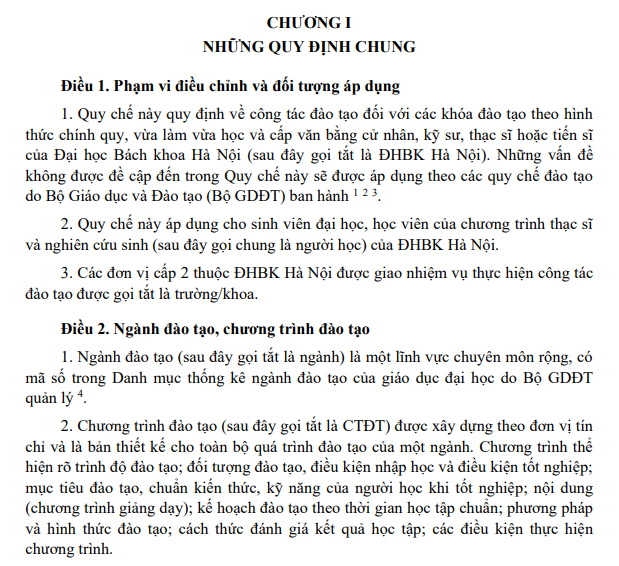 CHƯƠNG I
NHỮNG QUY ĐỊNH CHUNG
Điều 1. Phạm vi điều chỉnh và đối tượng áp dụng
1. Quy chế này quy định về công tác đào tạo đối với các khóa đào tạo theo hình
thức chính quy, vừa làm vừa học và cấp văn bằng cử nhân, kỹ sư, thạc sĩ hoặc tiến sĩ
của Đại học Bách khoa Hà Nội (sau đây gọi tắt là ĐHBK Hà Nội). Những vấn đề
không được đề cập đến trong Quy chế này sẽ được áp dụng theo các quy chế đào tạo
do Bộ Giáo dục và Đào tạo (Bộ GDĐT) ban hành ¹ ² ³.
2. Quy chế này áp dụng cho sinh viên đại học, học viên của chương trình thạc sĩ
và nghiên cứu sinh (sau đây gọi chung là người học) của ĐHBK Hà Nội.
3. Các đơn vị cấp 2 thuộc ĐHBK Hà Nội được giao nhiệm vụ thực hiện công tác
đào tạo được gọi tắt là trường/khoa.
Điều 2. Ngành đào tạo, chương trình đào tạo
1. Ngành đào tạo (sau đây gọi tắt là ngành) là một lĩnh vực chuyên môn rộng, có
mã số trong Danh mục thống kê ngành đào tạo của giáo dục đại học do Bộ GDĐT
quản lý ⁴.
2. Chương trình đào tạo (sau đây gọi tắt là CTĐT) được xây dựng theo đơn vị tín
chỉ và là bản thiết kế cho toàn bộ quá trình đào tạo của một ngành. Chương trình thể
hiện rõ trình độ đào tạo; đối tượng đào tạo, điều kiện nhập học và điều kiện tốt nghiệp;
mục tiêu đào tạo, chuẩn kiến thức, kỹ năng của người học khi tốt nghiệp; nội dung
(chương trình giảng dạy); kế hoạch đào tạo theo thời gian học tập chuẩn; phương pháp
và hình thức đào tạo; cách thức đánh giá kết quả học tập; các điều kiện thực hiện
chương trình.